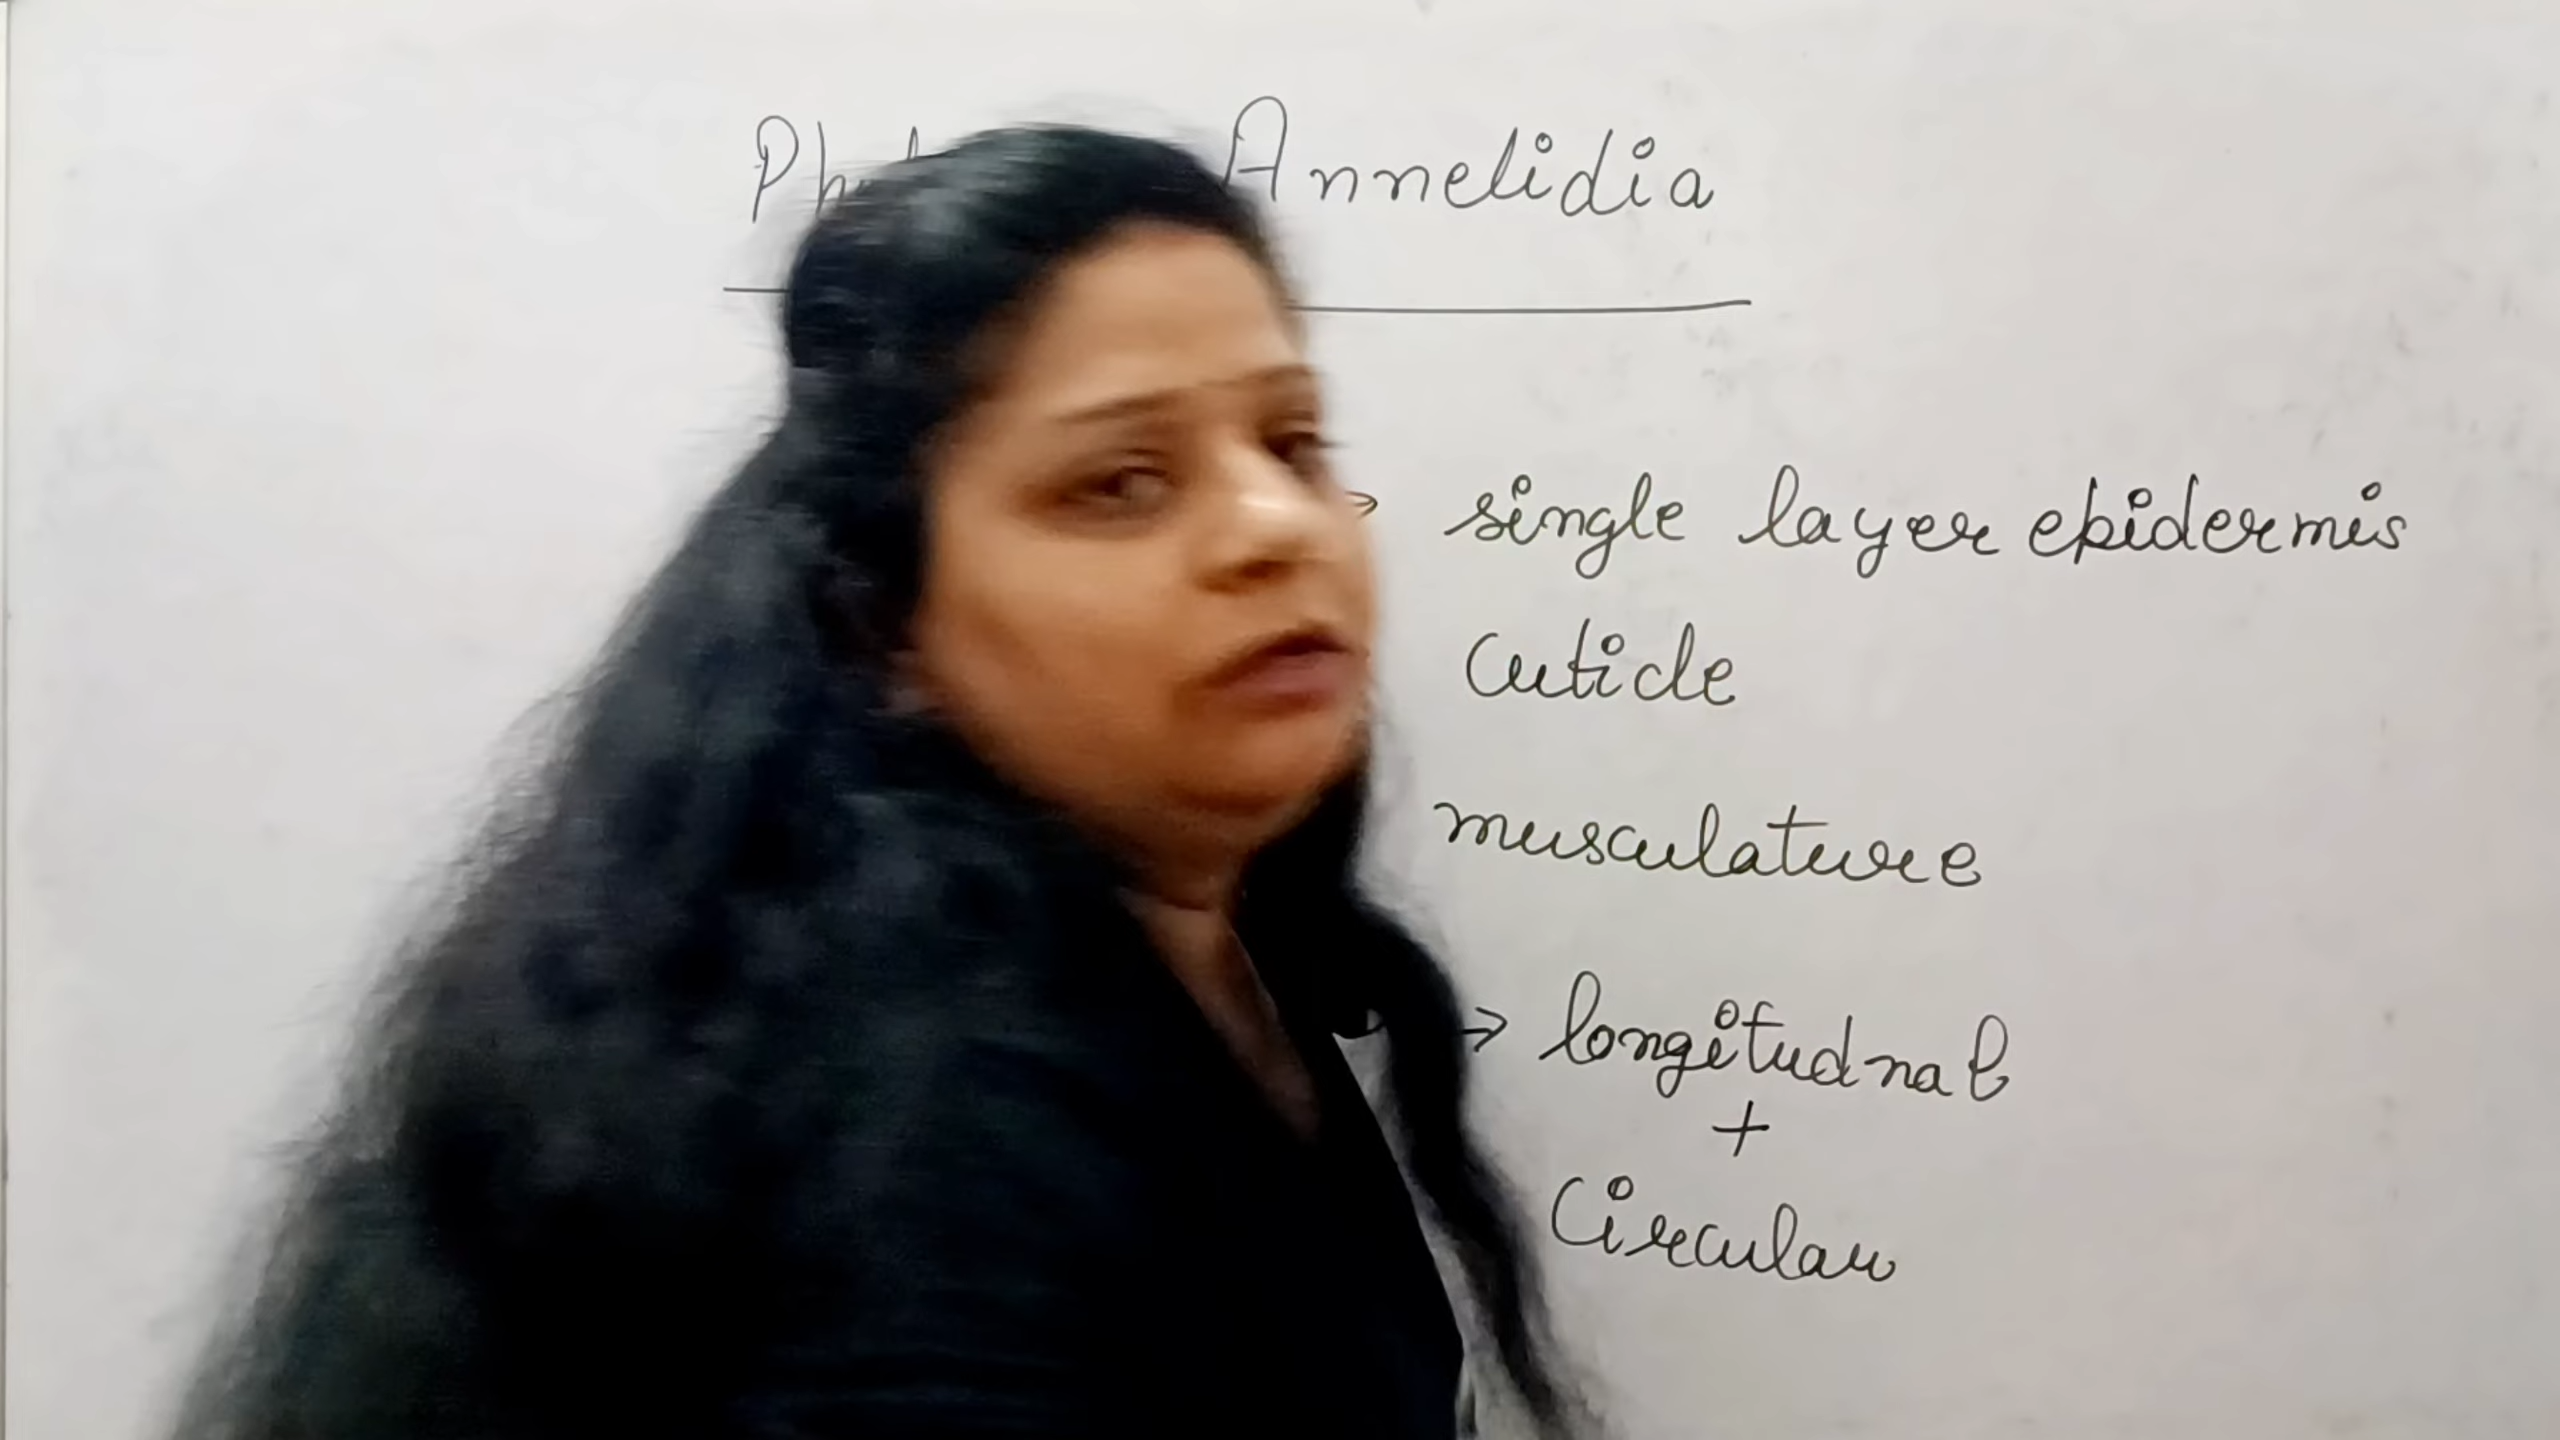 Annelidia
→ single layer epidermis
Cuticle
musculature
→ longitudnal
+
Circular